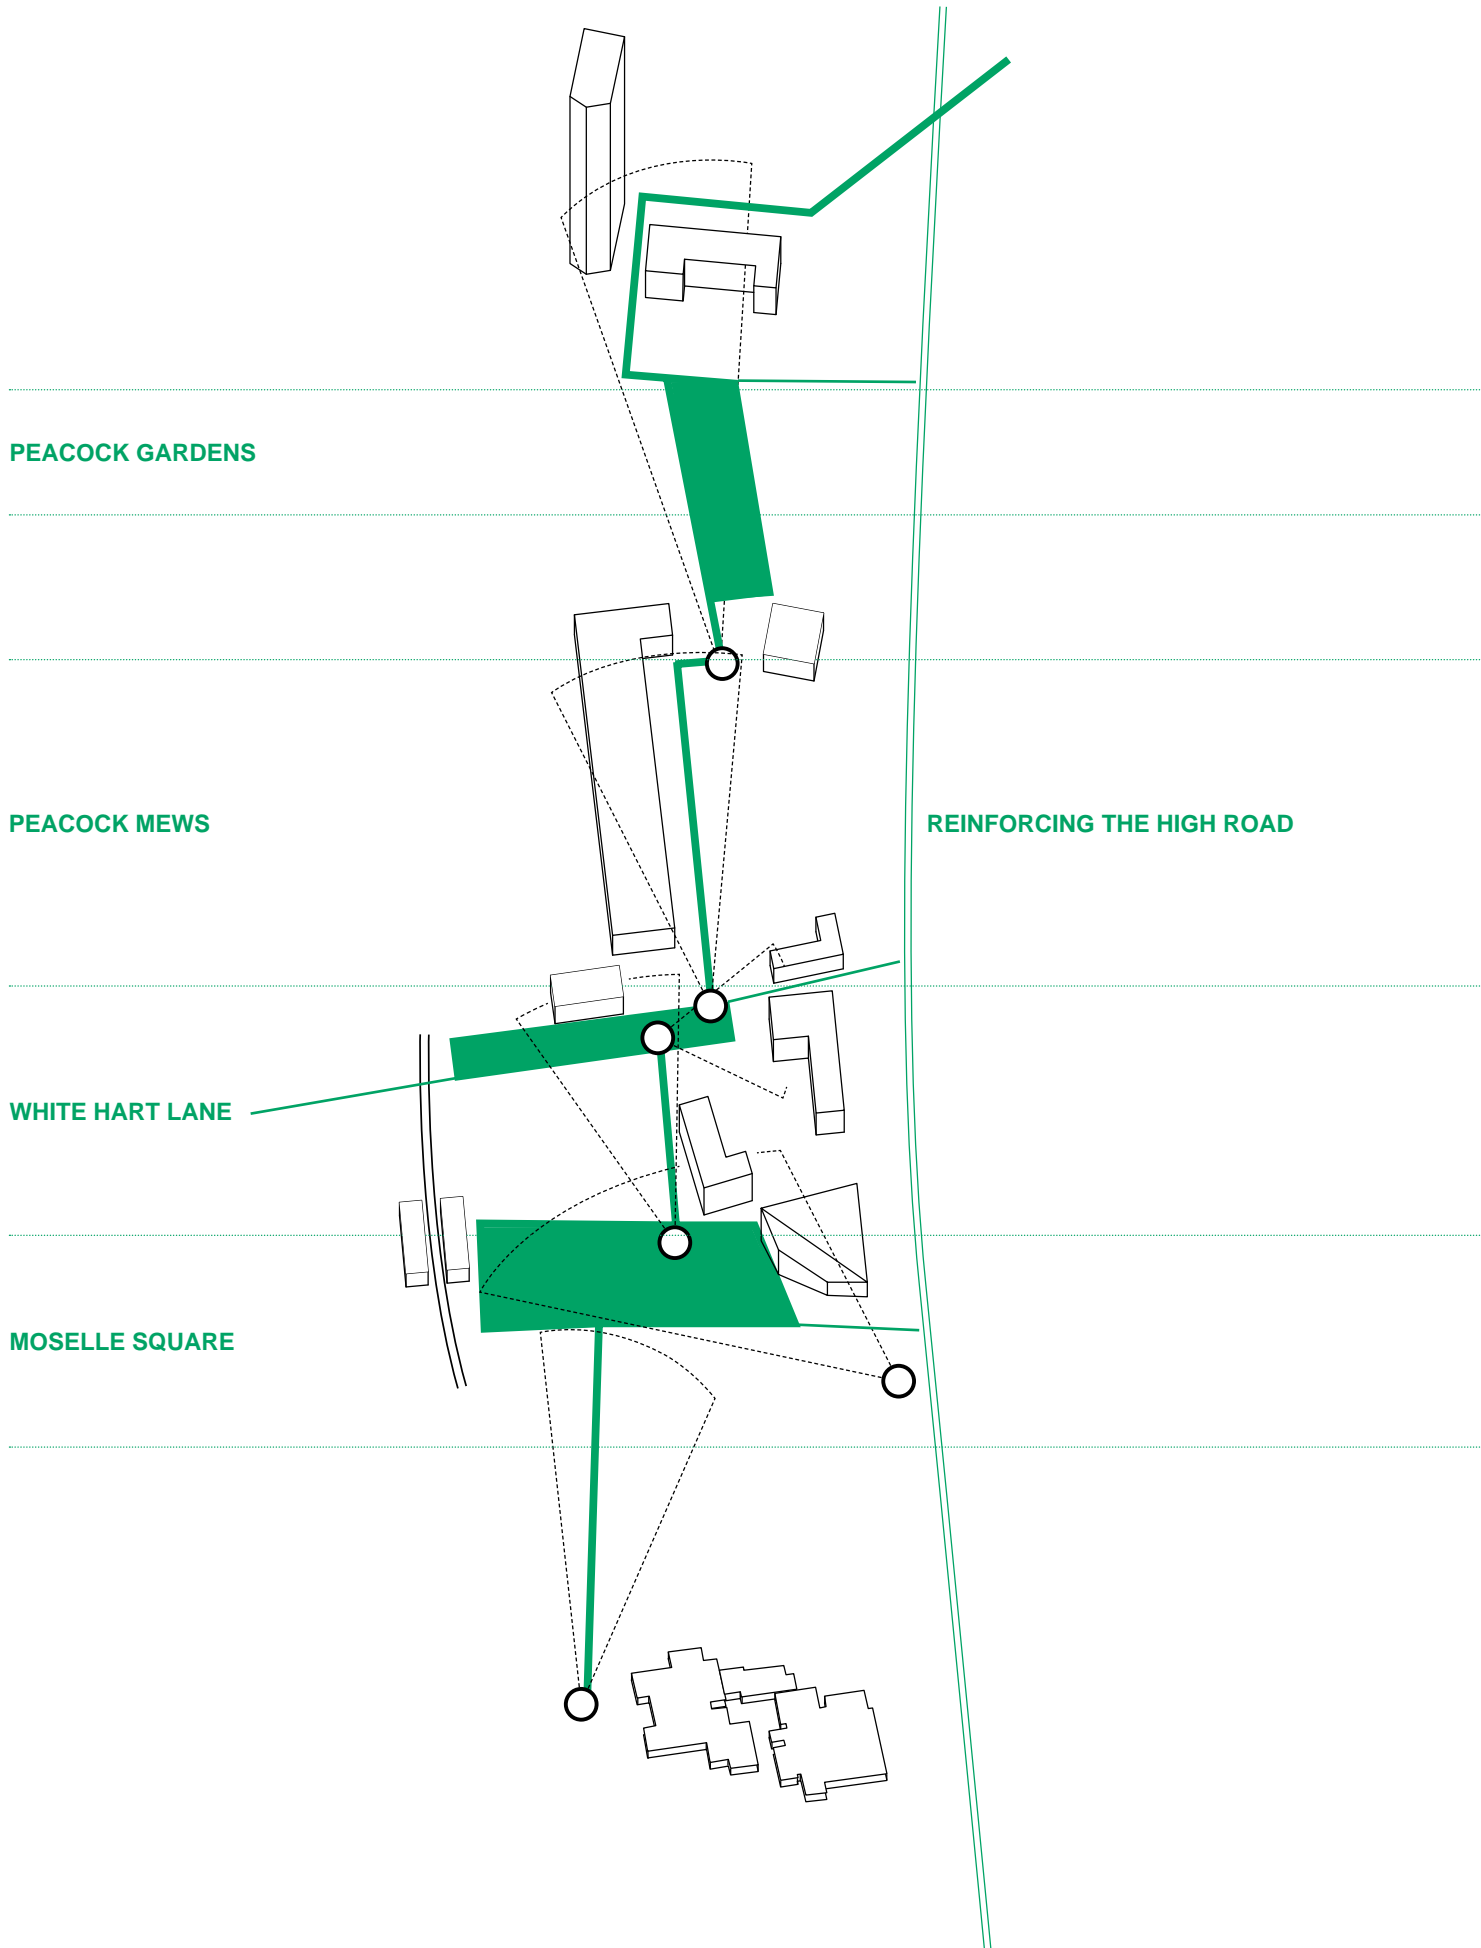 PEACOCK GARDENS
PEACOCK MEWS
REINFORCING THE HIGH ROAD
WHITE HART LANE
MOSELLE SQUARE